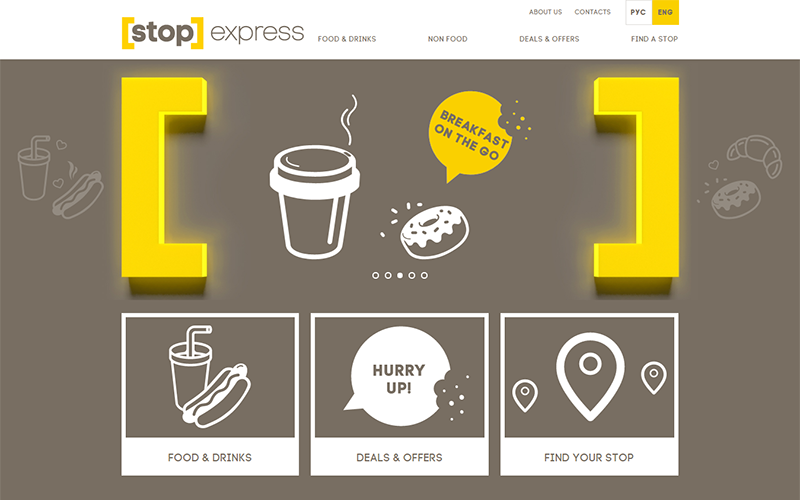 ABOUT US CONTACTS РУС ENG
[stop] express
FOOD & DRINKS NON FOOD DEALS & OFFERS FIND A STOP
BREAKFAST
ON THE GO
HURRY
UP!
FOOD & DRINKS
DEALS & OFFERS
FIND YOUR STOP